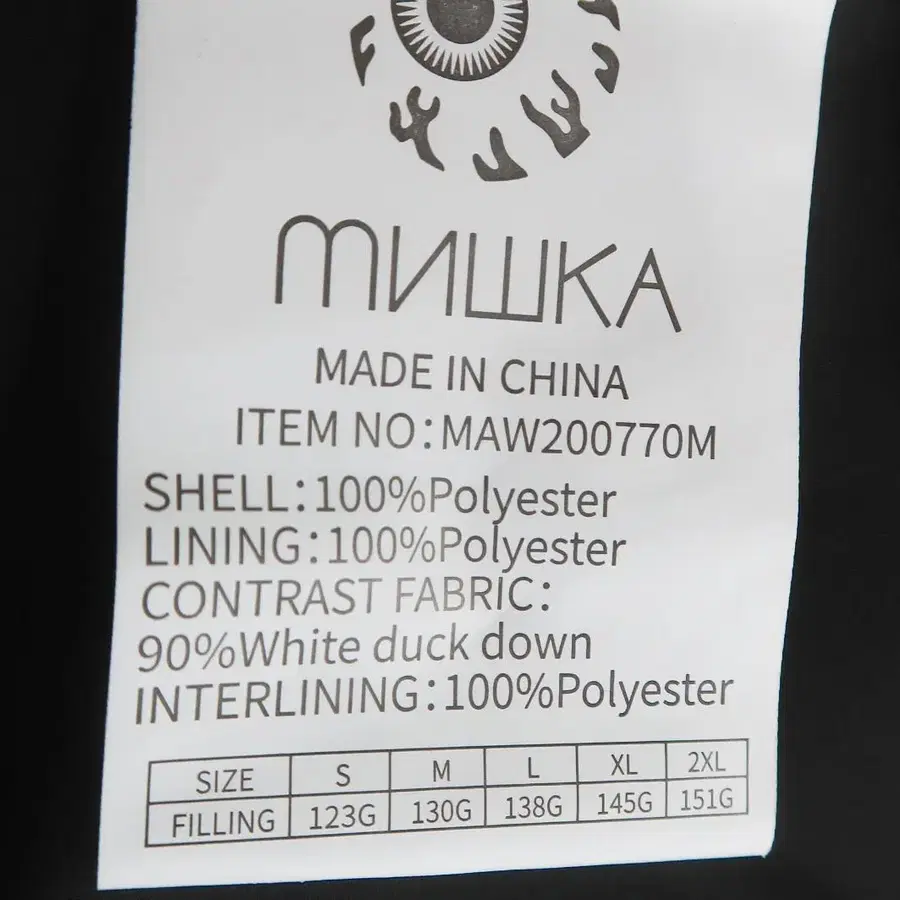 МИШКА
MADE IN CHINA
ITEM NO:MAW200770M
SHELL:100%Polyester
LINING:100%Polyester
CONTRAST FABRIC:
90%White duck down
INTERLINING:100%Polyester
SIZE S M L XL 2XL
FILLING 123G 130G 138G 145G 151G